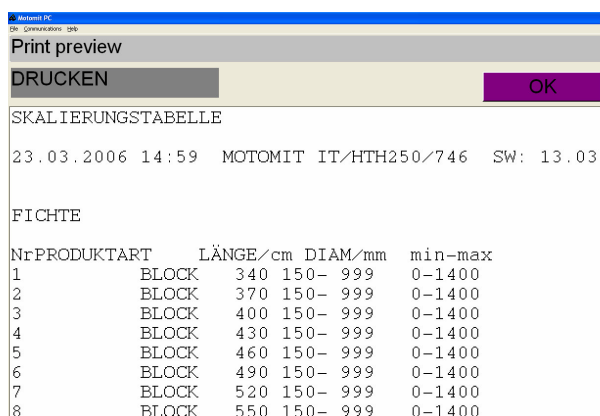 Motomit PC
File Communications Help
Print preview
DRUCKEN
OK
SKALIERUNGSTABELLE
23.03.2006 14:59 MOTOMIT IT/HTH250/746 SW: 13.03
FICHTE
NrPRODUKTART LÄNGE/cm DIAM/mm min-max
1 BLOCK 340 150- 999 0-1400
2 BLOCK 370 150- 999 0-1400
3 BLOCK 400 150- 999 0-1400
4 BLOCK 430 150- 999 0-1400
5 BLOCK 460 150- 999 0-1400
6 BLOCK 490 150- 999 0-1400
7 BLOCK 520 150- 999 0-1400
8 BLOCK 550 150- 999 0-1400